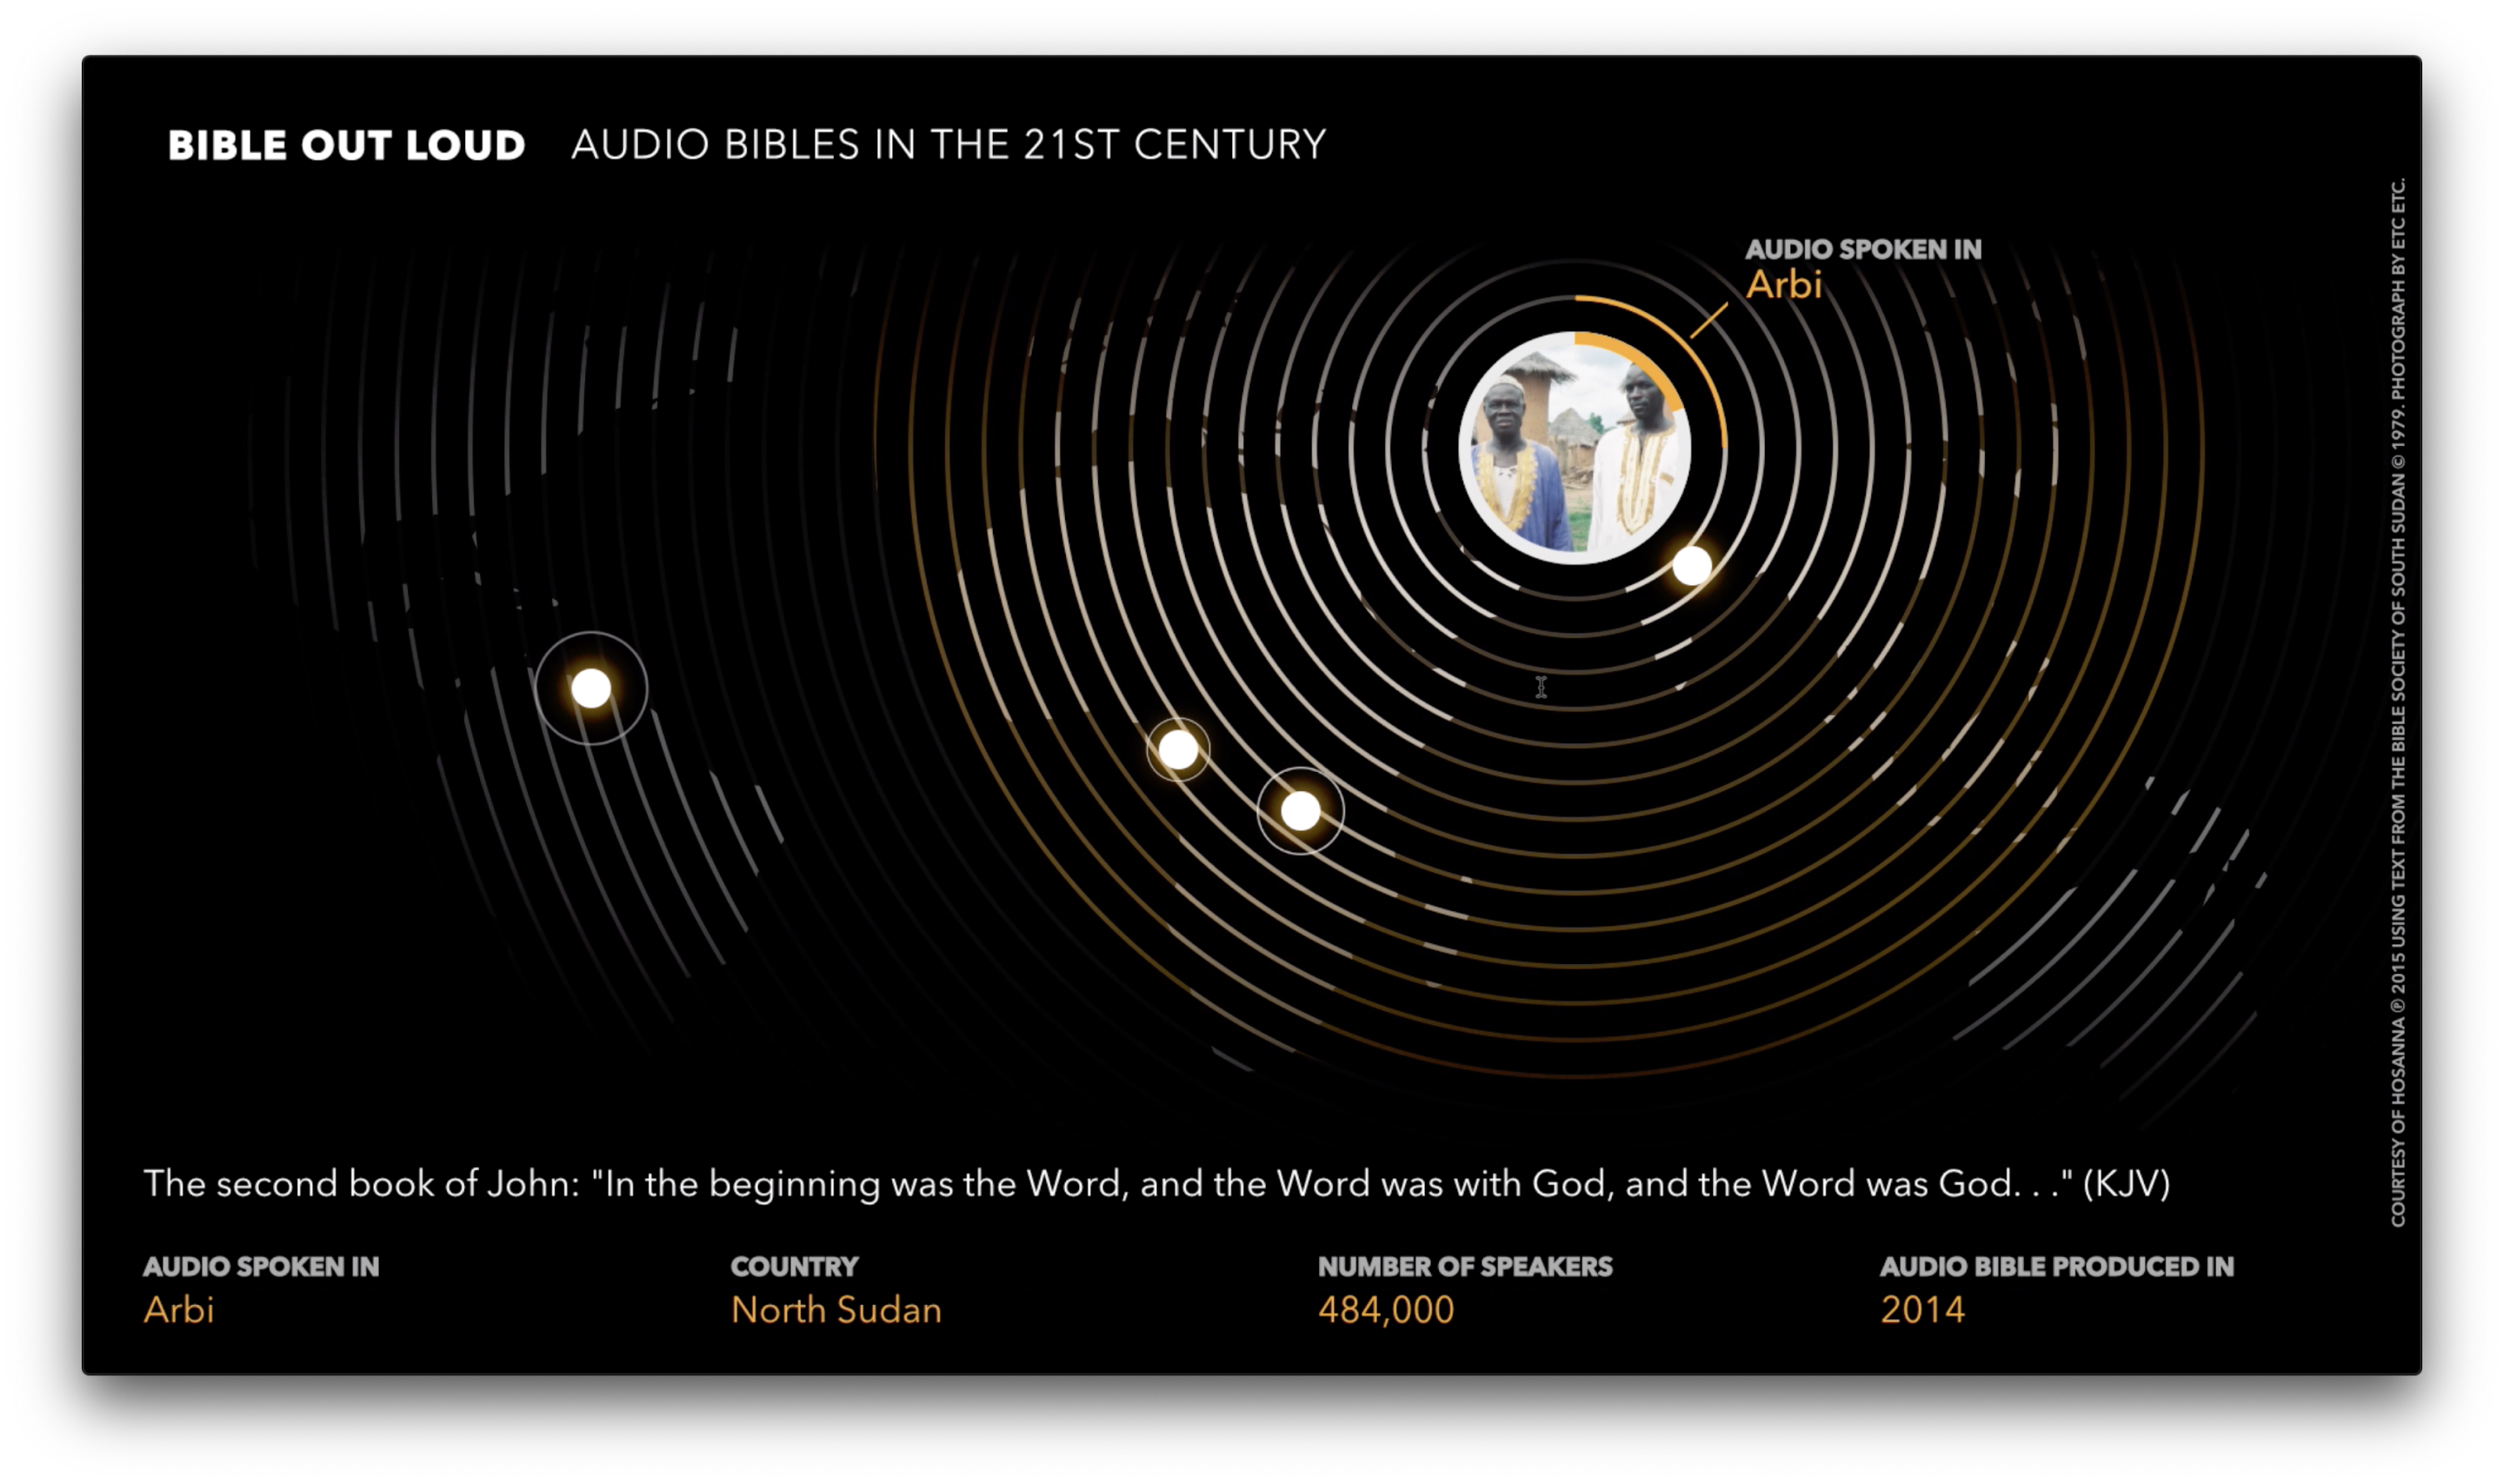 BIBLE OUT LOUD AUDIO BIBLES IN THE 21ST CENTURY
AUDIO SPOKEN IN
Arbi
The second book of John: "In the beginning was the Word, and the Word was with God, and the Word was God. . ." (KJV)
AUDIO SPOKEN IN
Arbi
COUNTRY
North Sudan
NUMBER OF SPEAKERS
484,000
AUDIO BIBLE PRODUCED IN
2014
COURTESY OF HOSANNA ℗ 2015 USING TEXT FROM THE BIBLE SOCIETY OF SOUTH SUDAN © 1979. PHOTOGRAPH BY ETC ETC.